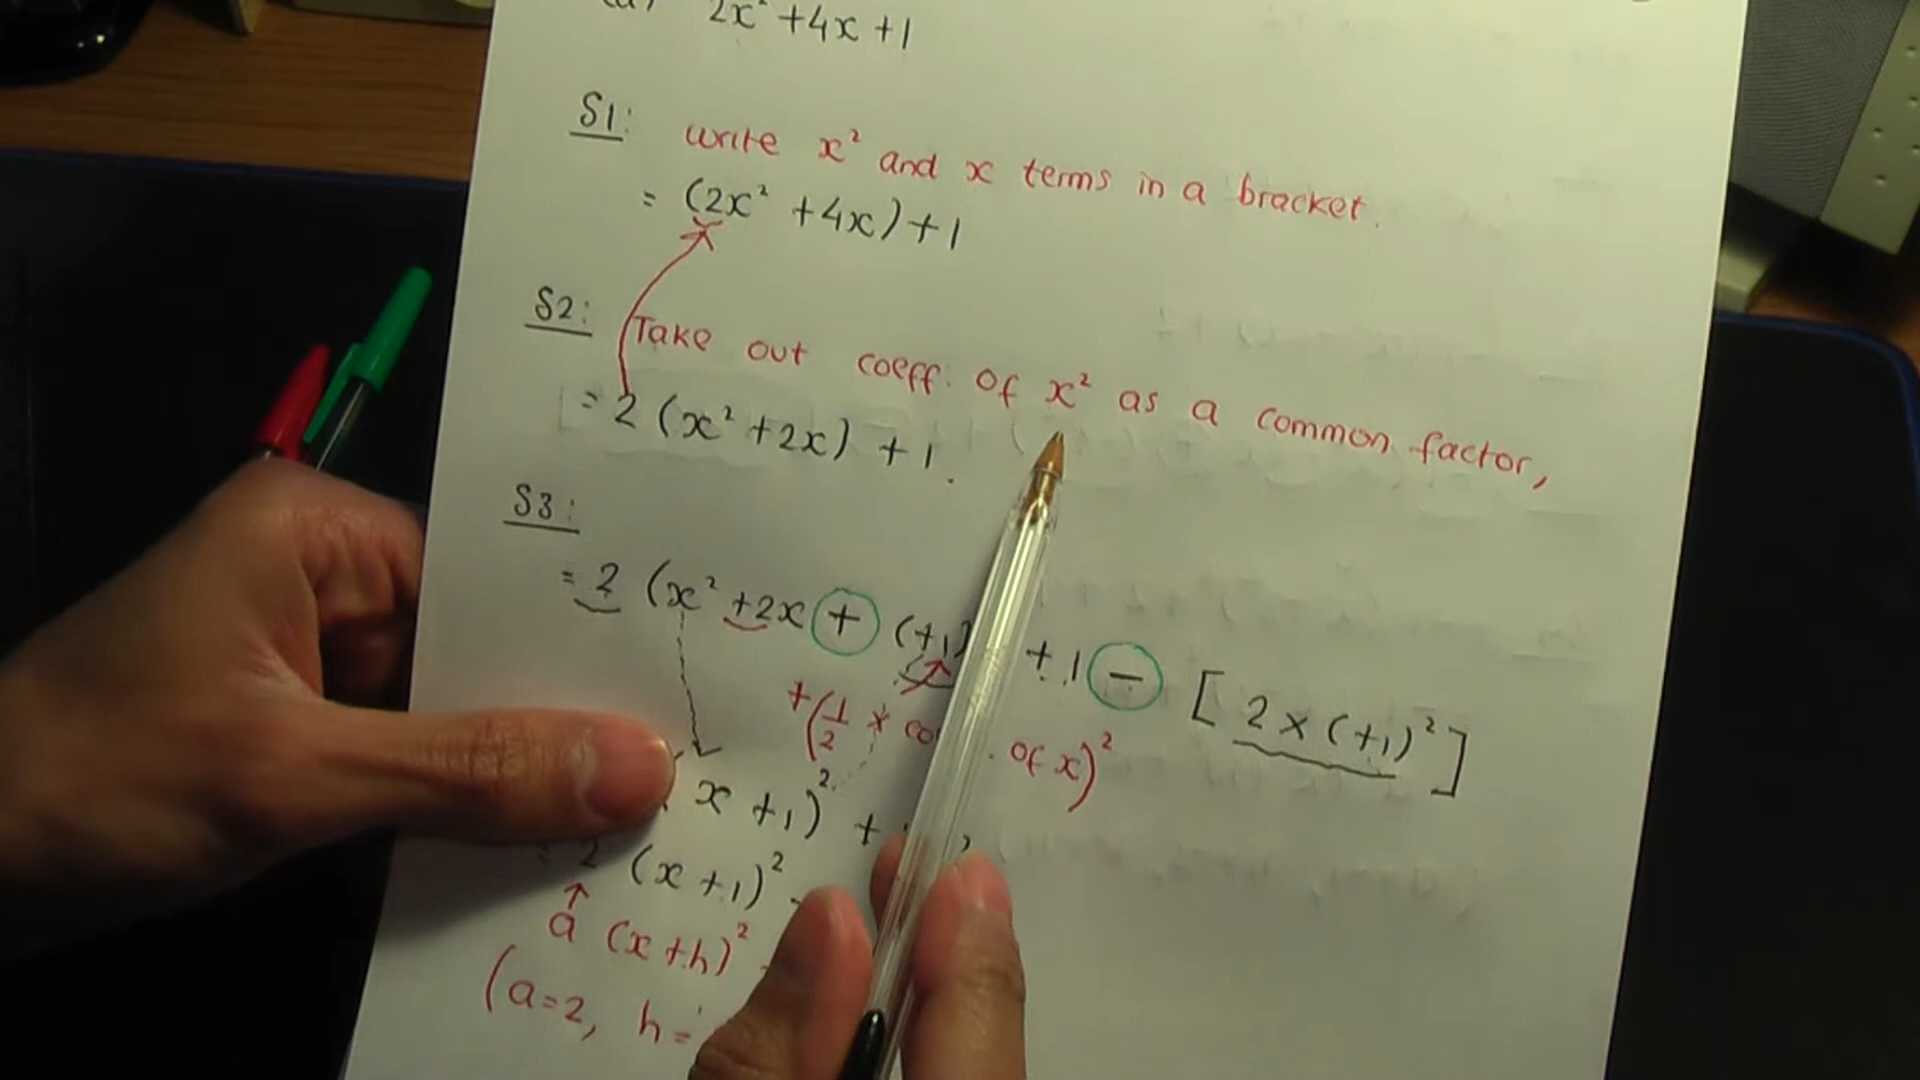 2x² +4x +1
S1: write x² and x terms in a bracket.
= (2x² +4x) +1
S2: Take out coeff. of x² as a common factor,
= 2 (x² +2x) +1.
S3:
= 2 (x² +2x + (+1) +1 - [2 × (+1)²]
+(1/2 * of x)²
x +1)² +
= 2 (x +1)²
a (x +h)²
(a=2, h=